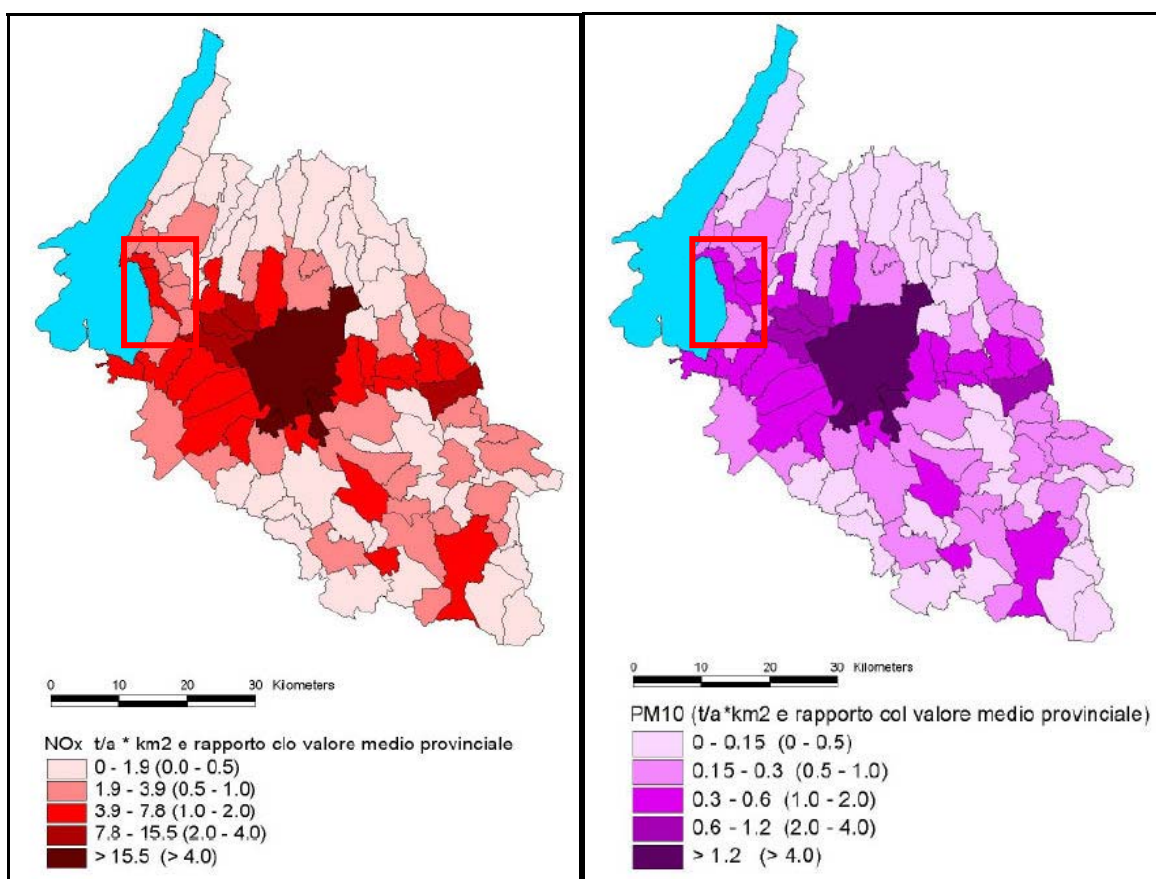 0 10 20 30 Kilometers
NOx t/a * km2 e rapporto c/o valore medio provinciale
0 - 1.9 (0.0 - 0.5)
1.9 - 3.9 (0.5 - 1.0)
3.9 - 7.8 (1.0 - 2.0)
7.8 - 15.5 (2.0 - 4.0)
> 15.5 (> 4.0)
0 10 20 30 Kilometers
PM10 (t/a*km2 e rapporto col valore medio provinciale)
0 - 0.15 (0 - 0.5)
0.15 - 0.3 (0.5 - 1.0)
0.3 - 0.6 (1.0 - 2.0)
0.6 - 1.2 (2.0 - 4.0)
> 1.2 (> 4.0)